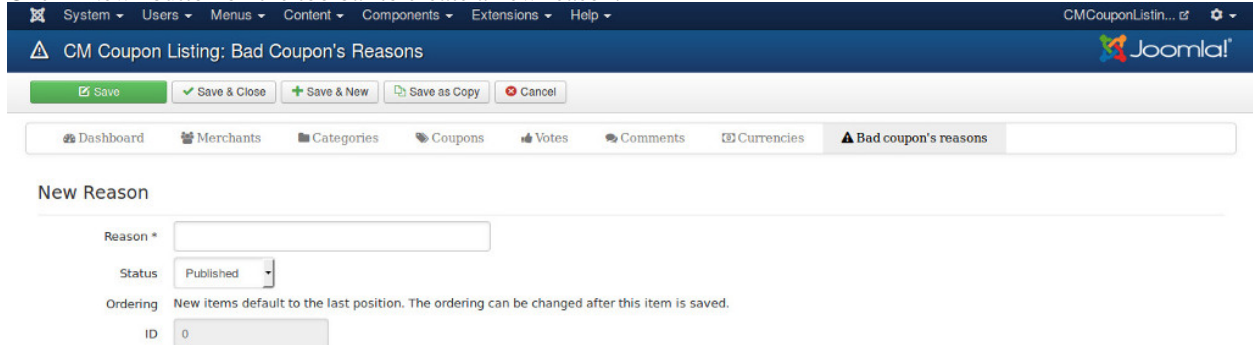 System Users Menus Content Components Extensions Help CMCouponListin...
CM Coupon Listing: Bad Coupon's Reasons Joomla!
Save Save & Close Save & New Save as Copy Cancel
Dashboard Merchants Categories Coupons Votes Comments Currencies Bad coupon's reasons
New Reason
Reason *
Status Published
Ordering New items default to the last position. The ordering can be changed after this item is saved.
ID 0